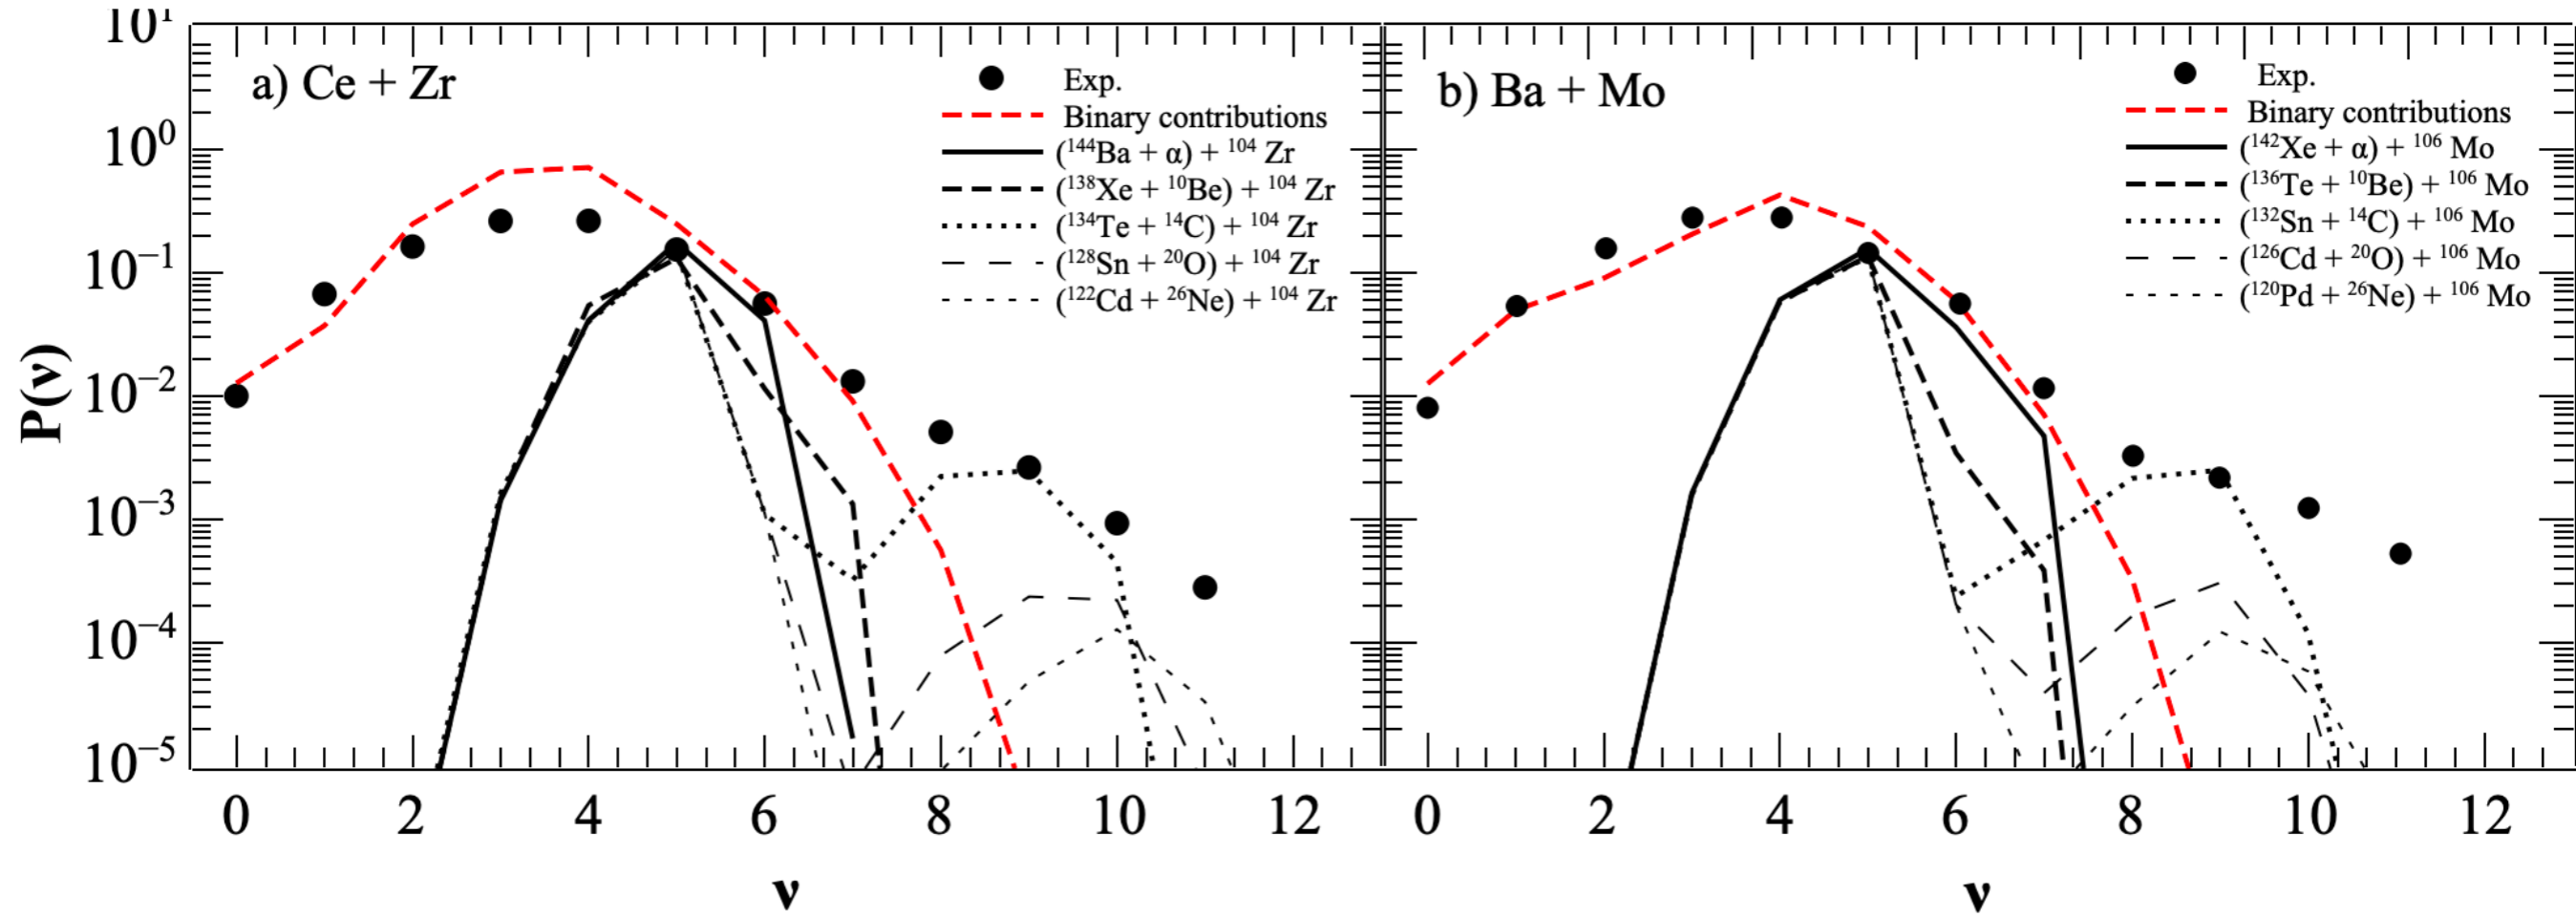 a) Ce + Zr
Exp.
Binary contributions
(¹⁴⁴Ba + α) + ¹⁰⁴ Zr
(¹³⁸Xe + ¹⁰Be) + ¹⁰⁴ Zr
(¹³⁴Te + ¹⁴C) + ¹⁰⁴ Zr
(¹²⁸Sn + ²⁰O) + ¹⁰⁴ Zr
(¹²²Cd + ²⁶Ne) + ¹⁰⁴ Zr
10¹
10⁰
10⁻¹
10⁻²
10⁻³
10⁻⁴
10⁻⁵
P(ν)
0 2 4 6 8 10 12
ν
b) Ba + Mo
Exp.
Binary contributions
(¹⁴²Xe + α) + ¹⁰⁶ Mo
(¹³⁶Te + ¹⁰Be) + ¹⁰⁶ Mo
(¹³²Sn + ¹⁴C) + ¹⁰⁶ Mo
(¹²⁶Cd + ²⁰O) + ¹⁰⁶ Mo
(¹²⁰Pd + ²⁶Ne) + ¹⁰⁶ Mo
0 2 4 6 8 10 12
ν